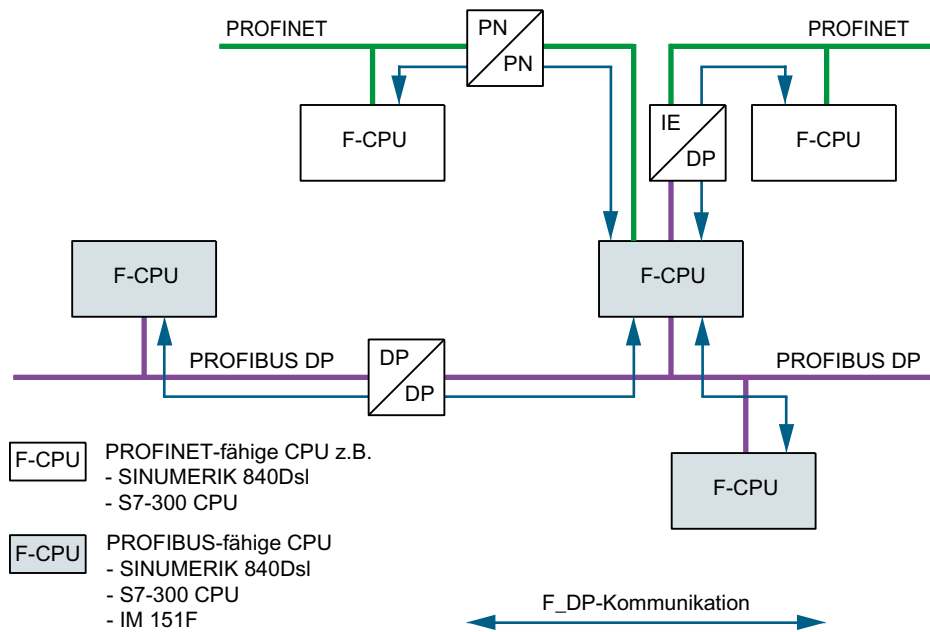 PROFINET
PN
PN
PROFINET
F-CPU
IE
DP
F-CPU
F-CPU
F-CPU
PROFIBUS DP
DP
DP
PROFIBUS DP
F-CPU
F-CPU
PROFINET-fähige CPU z.B.
- SINUMERIK 840Dsl
- S7-300 CPU
F-CPU
PROFIBUS-fähige CPU
- SINUMERIK 840Dsl
- S7-300 CPU
- IM 151F
F_DP-Kommunikation